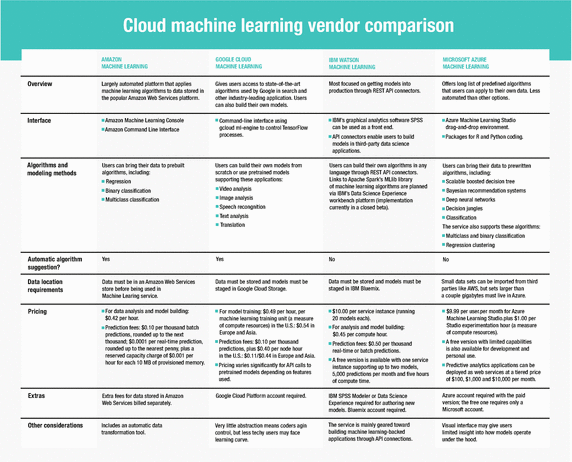 Cloud machine learning vendor comparison
AMAZON
MACHINE LEARNING
GOOGLE CLOUD
MACHINE LEARNING
IBM WATSON
MACHINE LEARNING
MICROSOFT AZURE
MACHINE LEARNING
Overview
Largely automated platform that applies
machine learning algorithms to data stored in
the popular Amazon Web Services platform.
Gives users access to state-of-the-art
algorithms used by Google in search and
other industry-leading application. Users
can also build their own models.
Most focused on getting models into
production through REST API connectors.
Offers long list of predefined algorithms
that users can apply to their own data. Less
automated than other options.
Interface
Amazon Machine Learning Console
Amazon Command Line Interface
Command-line interface using
gcloud ml-engine to control TensorFlow
processes.
IBM's graphical analytics software SPSS
can be used as a front end.
API connectors enable users to build
models in third-party data science
applications.
Azure Machine Learning Studio
drag-and-drop environment.
Packages for R and Python coding.
Algorithms and
modeling methods
Users can bring their data to prebuilt
algorithms, including:
Regression
Binary classification
Multiclass classification
Users can build their own models from
scratch or use pretrained models
supporting these applications:
Video analysis
Image analysis
Speech recognition
Text analysis
Translation
Users can build their own algorithms in any
language through REST API connectors.
Links to Apache Spark's MLlib library
of machine learning algorithms are planned
via IBM's Data Science Experience
workbench platform (implementation
currently in a closed beta).
Users can bring their data to prewritten
algorithms, including:
Scalable boosted decision tree
Bayesian recommendation systems
Deep neural networks
Decision jungles
Classification
The service also supports these algorithms:
Multiclass and binary classification
Regression clustering
Automatic algorithm
suggestion?
Yes
Yes
No
No
Data location
requirements
Data must be in an Amazon Web Services
store before being used in
Machine Learning service.
Data must be stored and models must be
staged in Google Cloud Storage.
Data must be stored and models must be
staged in IBM Bluemix.
Small data sets can be imported from third
parties like AWS, but sets larger than
a couple gigabytes must live in Azure.
Pricing
For data analysis and model building:
$0.42 per hour.
Prediction fees: $0.10 per thousand batch
predictions, rounded up to the next
thousand; $0.0001 per real-time prediction,
rounded up to the nearest penny, plus a
reserved capacity charge of $0.001 per
hour for each 10 MB of provisioned memory.
For model training: $0.49 per hour, per
machine learning training unit (a measure
of compute resources) in the U.S.; $0.54 in
Europe and Asia.
Prediction fees: $0.10 per thousand
predictions, plus $0.40 per node hour
in the U.S. $0.11/$0.44 in Europe and Asia.
Pricing varies significantly for API calls to
pretrained models depending on features
used.
$10.00 per service instance (running
20 models each).
For analysis and model building:
$0.45 per compute hour.
Prediction fees: $0.50 per thousand
real-time or batch predictions.
A free version is available with one service
instance supporting up to two models,
5,000 predictions per month and five hours
of compute time.
$9.99 per user,per month for Azure
Machine Learning Studio plus $1.00 per
Studio experimentation hour (a measure
of compute resources).
A free version with limited capabilities
is also available for development and
personal use.
Predictive analytics applications can be
deployed as web services at a tiered price
of $100, $1,000 and $10,000 per month.
Extras
Extra fees for data stored in Amazon
Web Services billed separately.
Google Cloud Platform account required.
IBM SPSS Modeler or Data Science
Experience required for authoring new
models. Bluemix account required.
Azure account required with the paid
version; the free one requires only a
Microsoft account.
Other considerations
Includes an automatic data
transformation tool.
Very little abstraction means coders agin
control, but less techy users may face
learning curve.
The service is mainly geared toward
building machine learning-backed
applications through API connections.
Visual interface may give users
limited insight into how models operate
under the hood.